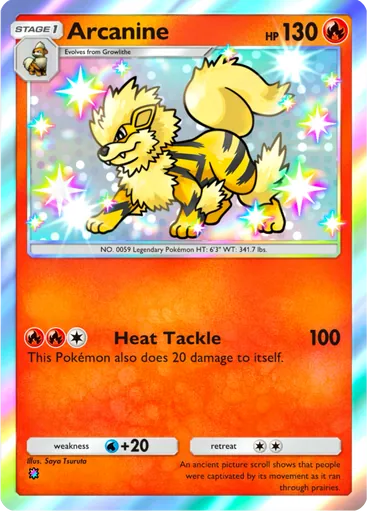 STAGE 1
Arcanine
HP 130
Evolves from Growlithe
NO. 0059 Legendary Pokémon HT: 6'3" WT: 341.7 lbs.
Heat Tackle 100
This Pokémon also does 20 damage to itself.
weakness +20
retreat
Illus. Saya Tsuruta
An ancient picture scroll shows that people
were captivated by its movement as it ran
through prairies.